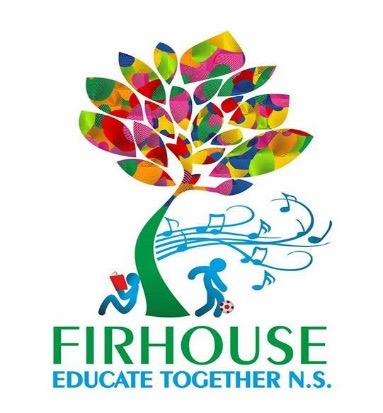 FIRHOUSE
EDUCATE TOGETHER N.S.